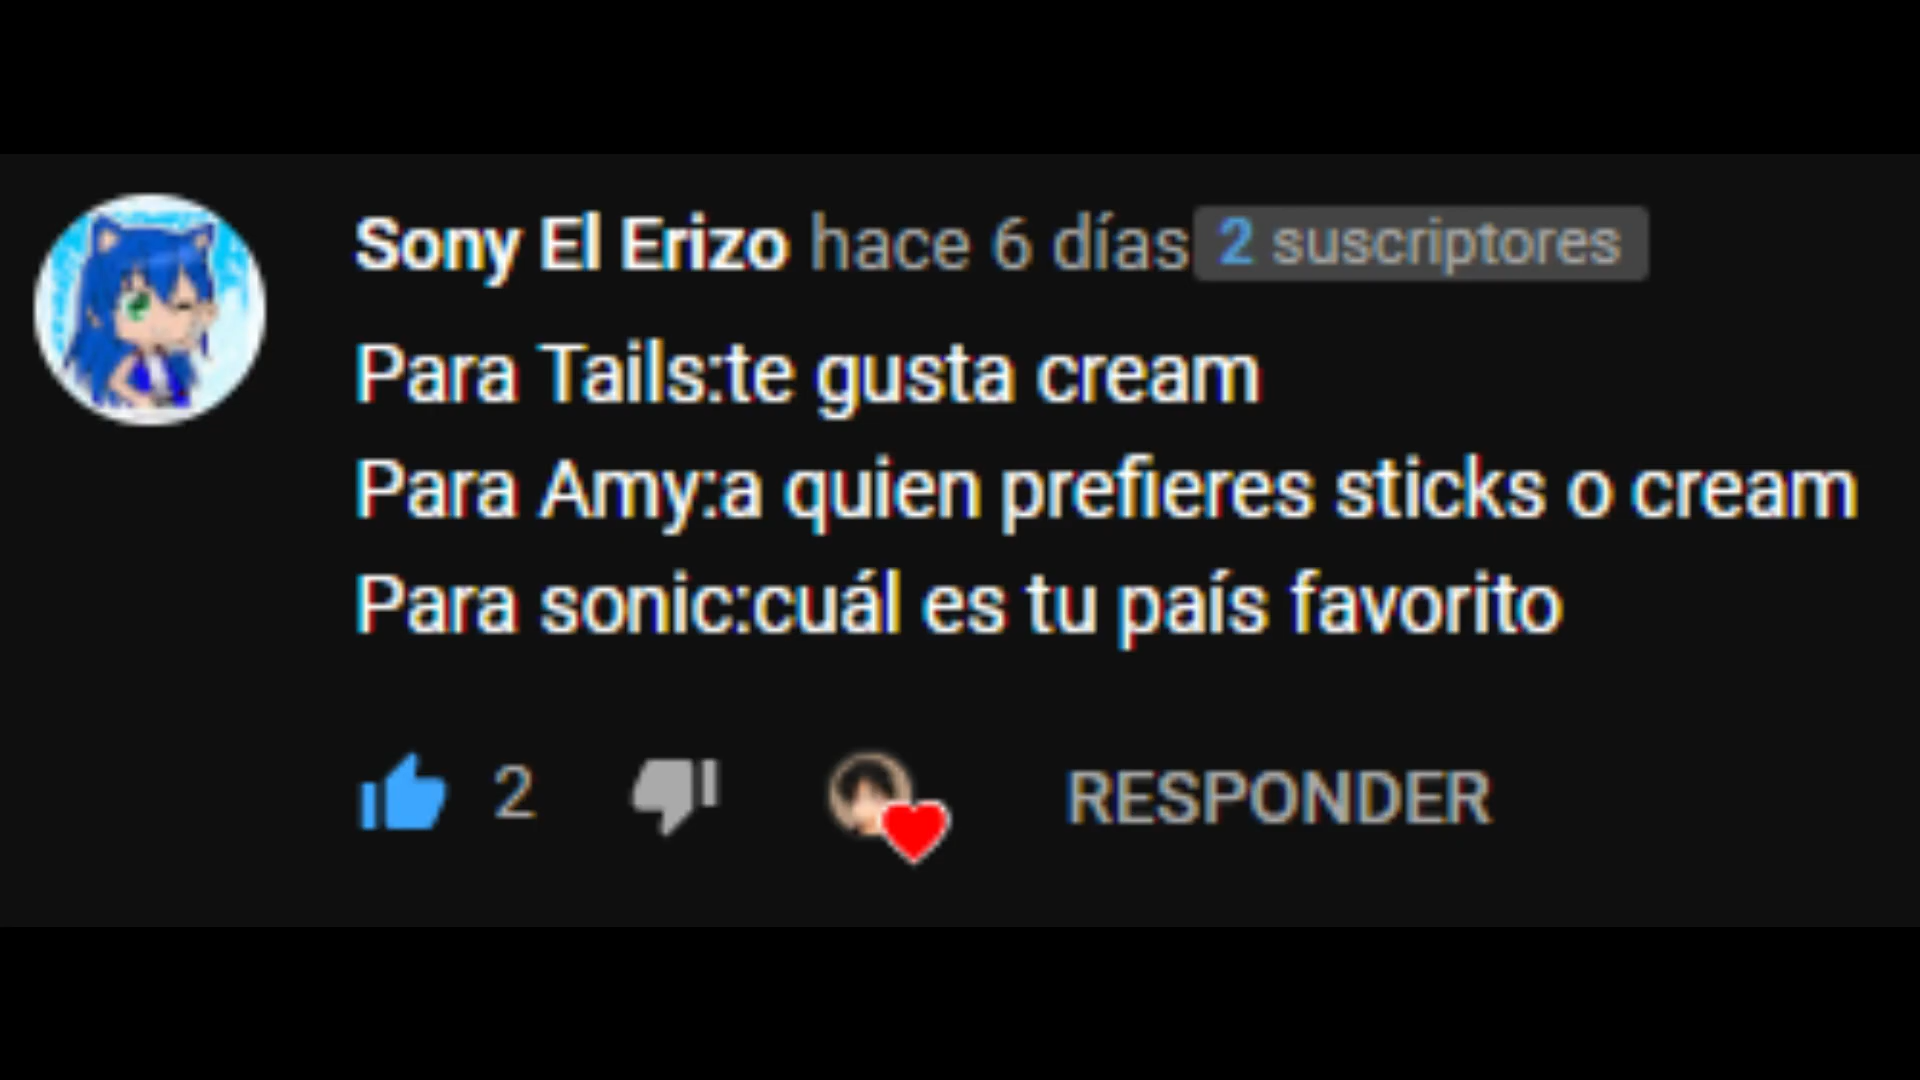 Sony El Erizo hace 6 días 2 suscriptores
Para Tails:te gusta cream
Para Amy:a quien prefieres sticks o cream
Para sonic:cuál es tu país favorito
2 RESPONDER